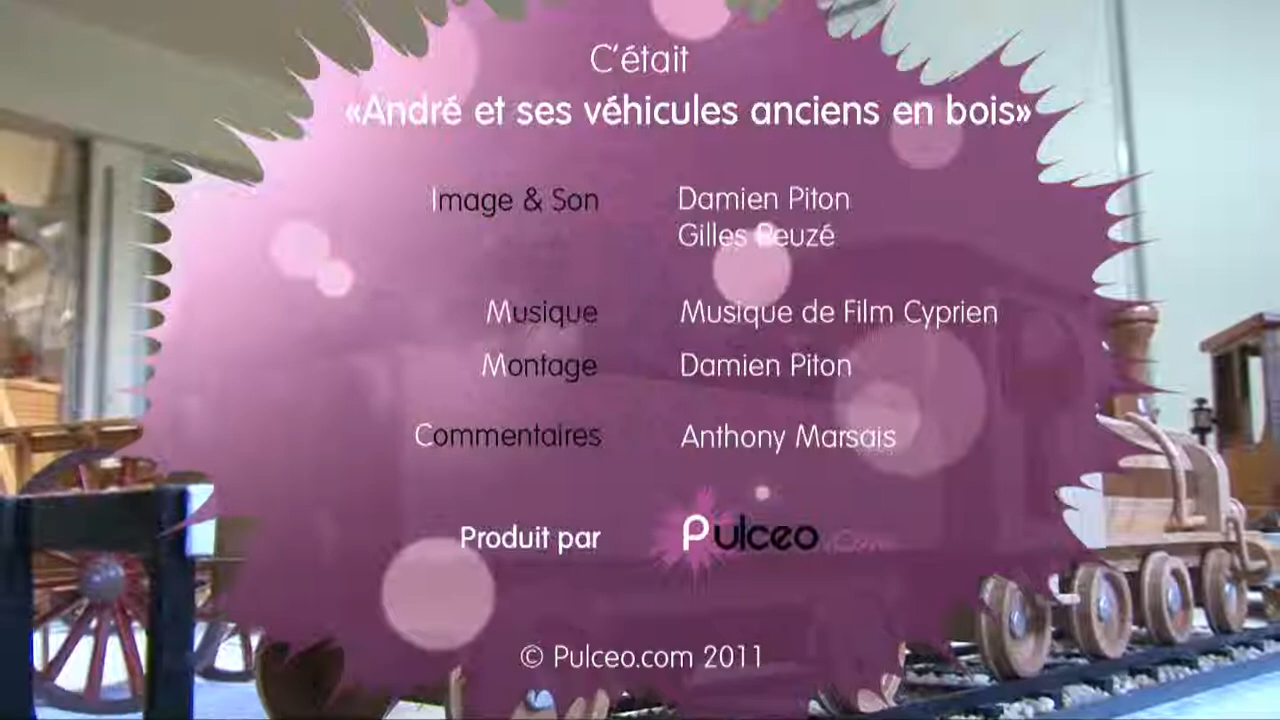 C'était
«André et ses véhicules anciens en bois»
Image & Son Damien Piton
Gilles Beuzé
Musique Musique de Film Cyprien
Montage Damien Piton
Commentaires Anthony Marsais
Produit par Pulceo
© Pulceo.com 2011